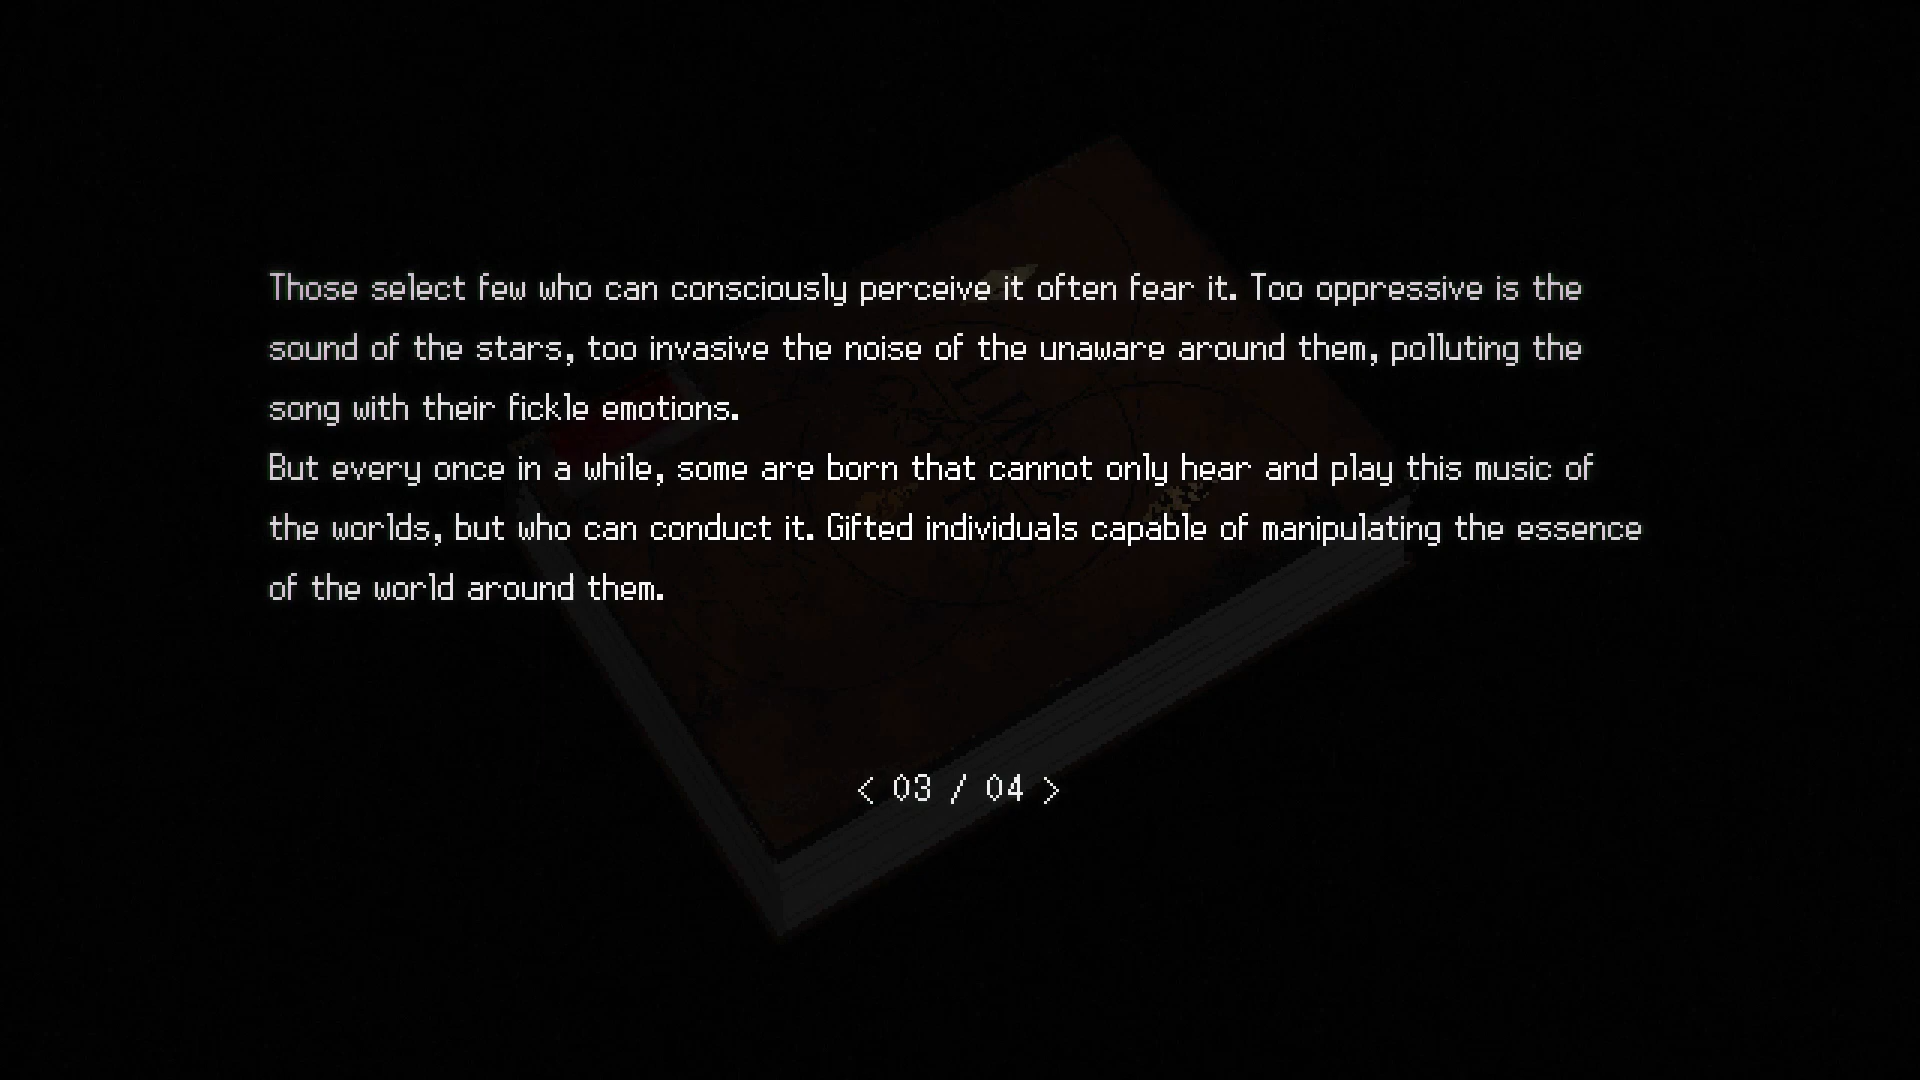 Those select few who can consciously perceive it often fear it. Too oppressive is the
sound of the stars, too invasive the noise of the unaware around them, polluting the
song with their fickle emotions.
But every once in a while, some are born that cannot only hear and play this music of
the worlds, but who can conduct it. Gifted individuals capable of manipulating the essence
of the world around them.
< 03 / 04 >